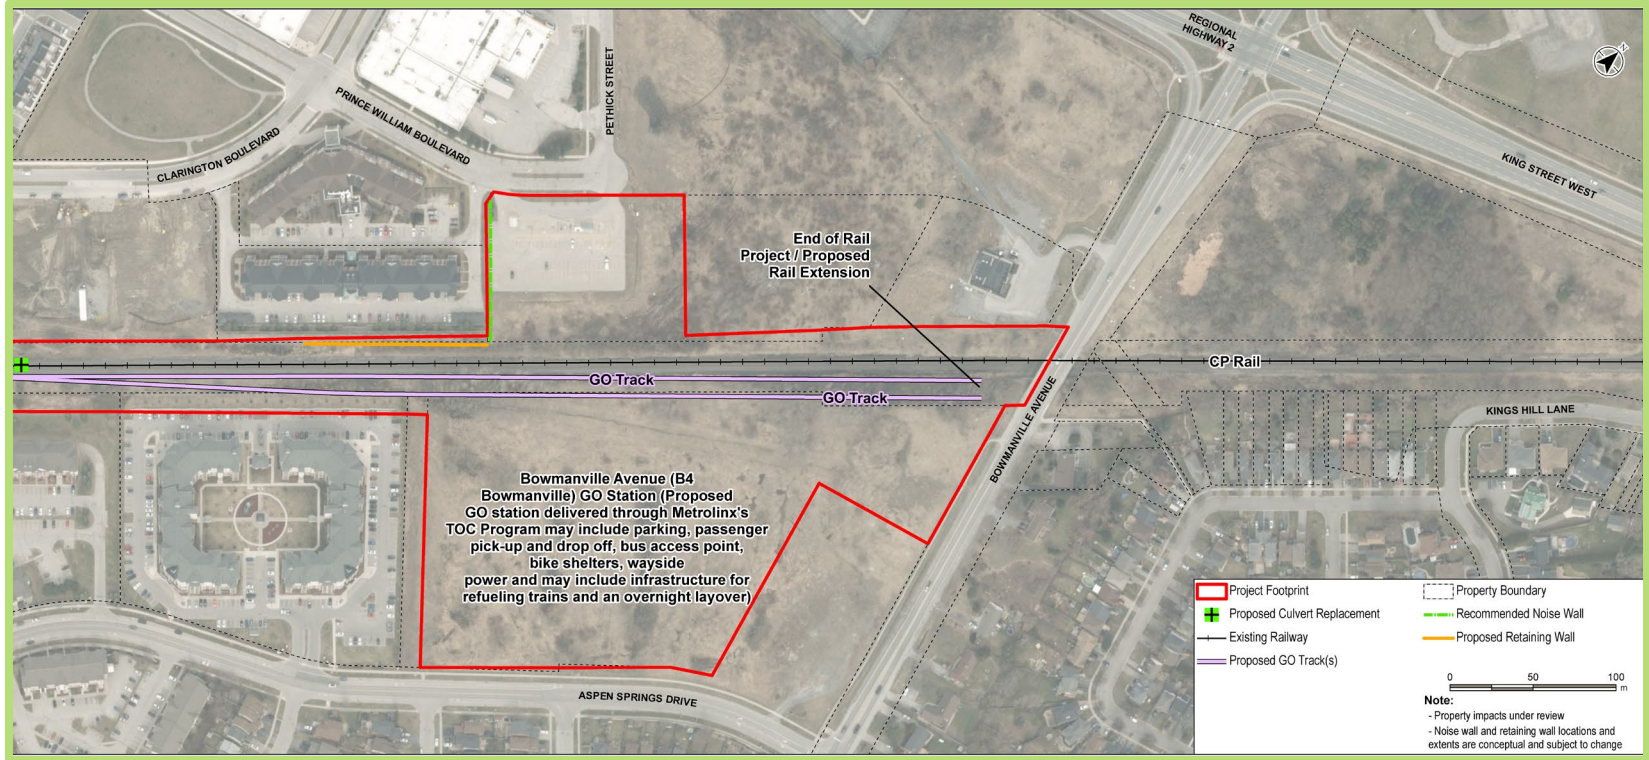 REGIONAL
HIGHWAY 2
N
PETHICK STREET
PRINCE WILLIAM BOULEVARD
CLARINGTON BOULEVARD
KING STREET WEST
End of Rail
Project / Proposed
Rail Extension
CP Rail
GO Track
GO Track
BOWMANVILLE AVENUE
KINGS HILL LANE
Bowmanville Avenue (B4
Bowmanville) GO Station (Proposed
GO station delivered through Metrolinx's
TOC Program may include parking, passenger
pick-up and drop off, bus access point,
bike shelters, wayside
power and may include infrastructure for
refueling trains and an overnight layover)
ASPEN SPRINGS DRIVE
Project Footprint
Proposed Culvert Replacement
Existing Railway
Proposed GO Track(s)
Property Boundary
Recommended Noise Wall
Proposed Retaining Wall
0 50 100
m
Note:
- Property impacts under review
- Noise wall and retaining wall locations and
extents are conceptual and subject to change